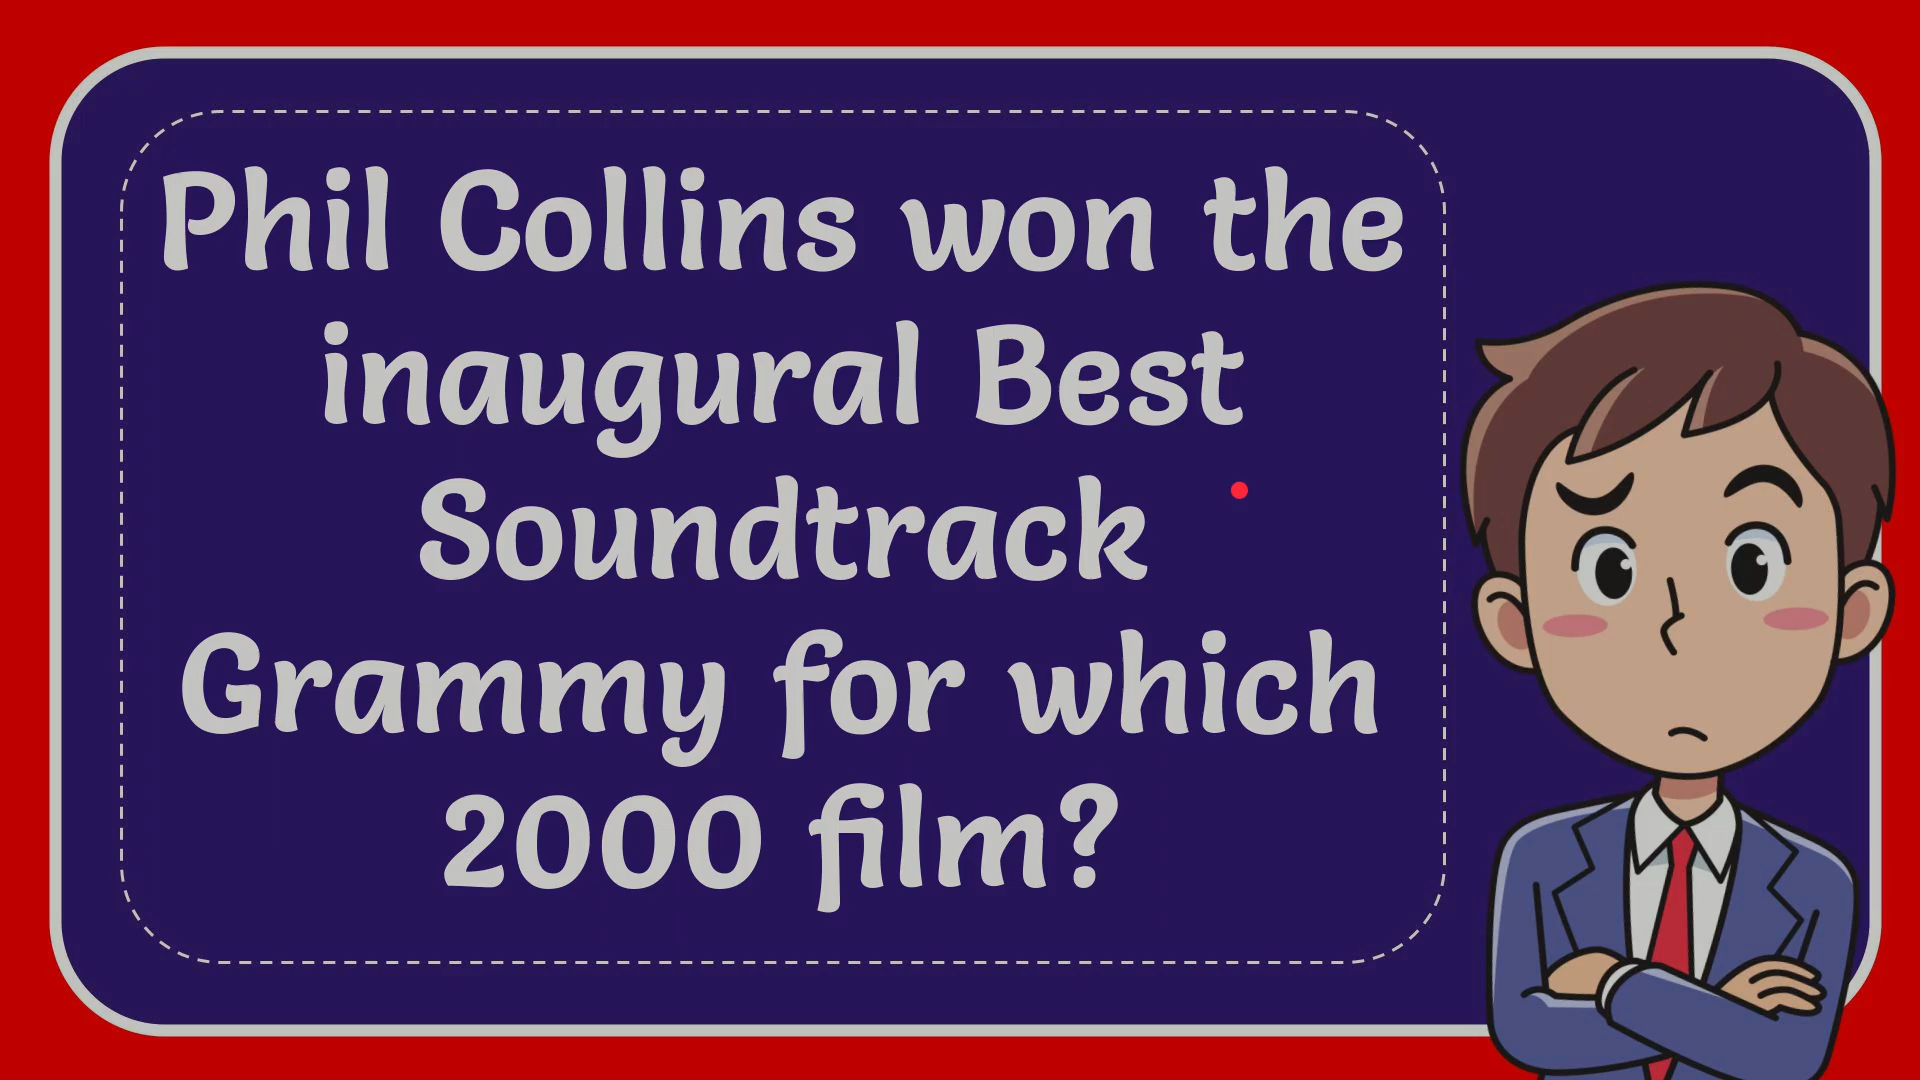 Phil Collins won the
inaugural Best
Soundtrack
Grammy for which
2000 film?